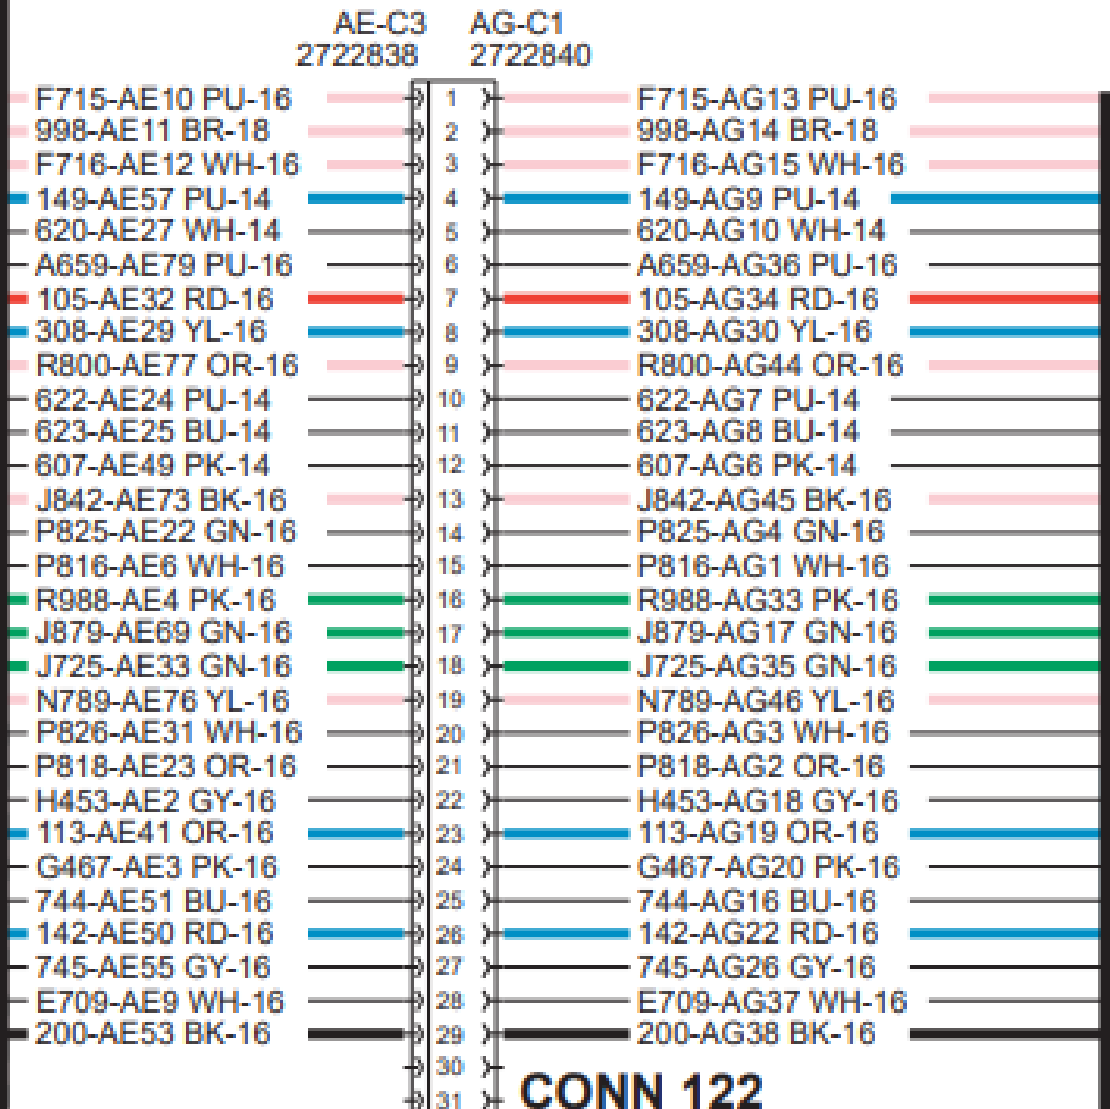 AE-C3 AG-C1
2722838 2722840
F715-AE10 PU-16 1 F715-AG13 PU-16
998-AE11 BR-18 2 998-AG14 BR-18
F716-AE12 WH-16 3 F716-AG15 WH-16
149-AE57 PU-14 4 149-AG9 PU-14
620-AE27 WH-14 5 620-AG10 WH-14
A659-AE79 PU-16 6 A659-AG36 PU-16
105-AE32 RD-16 7 105-AG34 RD-16
308-AE29 YL-16 8 308-AG30 YL-16
R800-AE77 OR-16 9 R800-AG44 OR-16
622-AE24 PU-14 10 622-AG7 PU-14
623-AE25 BU-14 11 623-AG8 BU-14
607-AE49 PK-14 12 607-AG6 PK-14
J842-AE73 BK-16 13 J842-AG45 BK-16
P825-AE22 GN-16 14 P825-AG4 GN-16
P816-AE6 WH-16 15 P816-AG1 WH-16
R988-AE4 PK-16 16 R988-AG33 PK-16
J879-AE69 GN-16 17 J879-AG17 GN-16
J725-AE33 GN-16 18 J725-AG35 GN-16
N789-AE76 YL-16 19 N789-AG46 YL-16
P826-AE31 WH-16 20 P826-AG3 WH-16
P818-AE23 OR-16 21 P818-AG2 OR-16
H453-AE2 GY-16 22 H453-AG18 GY-16
113-AE41 OR-16 23 113-AG19 OR-16
G467-AE3 PK-16 24 G467-AG20 PK-16
744-AE51 BU-16 25 744-AG16 BU-16
142-AE50 RD-16 26 142-AG22 RD-16
745-AE55 GY-16 27 745-AG26 GY-16
E709-AE9 WH-16 28 E709-AG37 WH-16
200-AE53 BK-16 29 200-AG38 BK-16
30
31 CONN 122